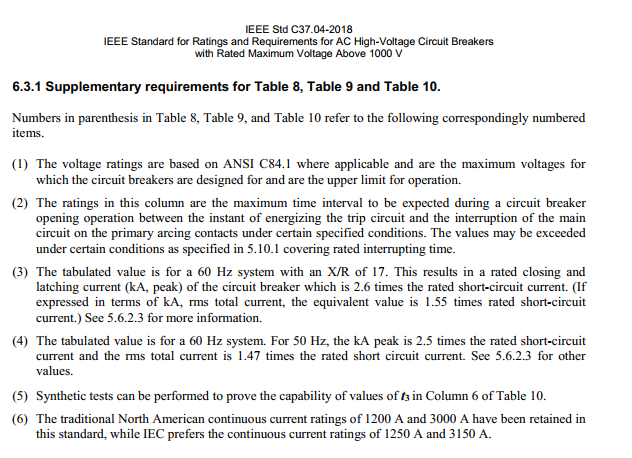 IEEE Std C37.04-2018
IEEE Standard for Ratings and Requirements for AC High-Voltage Circuit Breakers
with Rated Maximum Voltage Above 1000 V
6.3.1 Supplementary requirements for Table 8, Table 9 and Table 10.
Numbers in parenthesis in Table 8, Table 9, and Table 10 refer to the following correspondingly numbered
items.
(1) The voltage ratings are based on ANSI C84.1 where applicable and are the maximum voltages for
which the circuit breakers are designed for and are the upper limit for operation.
(2) The ratings in this column are the maximum time interval to be expected during a circuit breaker
opening operation between the instant of energizing the trip circuit and the interruption of the main
circuit on the primary arcing contacts under certain specified conditions. The values may be exceeded
under certain conditions as specified in 5.10.1 covering rated interrupting time.
(3) The tabulated value is for a 60 Hz system with an X/R of 17. This results in a rated closing and
latching current (kA, peak) of the circuit breaker which is 2.6 times the rated short-circuit current. (If
expressed in terms of kA, rms total current, the equivalent value is 1.55 times rated short-circuit
current.) See 5.6.2.3 for more information.
(4) The tabulated value is for a 60 Hz system. For 50 Hz, the kA peak is 2.5 times the rated short-circuit
current and the rms total current is 1.47 times the rated short circuit current. See 5.6.2.3 for other
values.
(5) Synthetic tests can be performed to prove the capability of values of t3 in Column 6 of Table 10.
(6) The traditional North American continuous current ratings of 1200 A and 3000 A have been retained in
this standard, while IEC prefers the continuous current ratings of 1250 A and 3150 A.